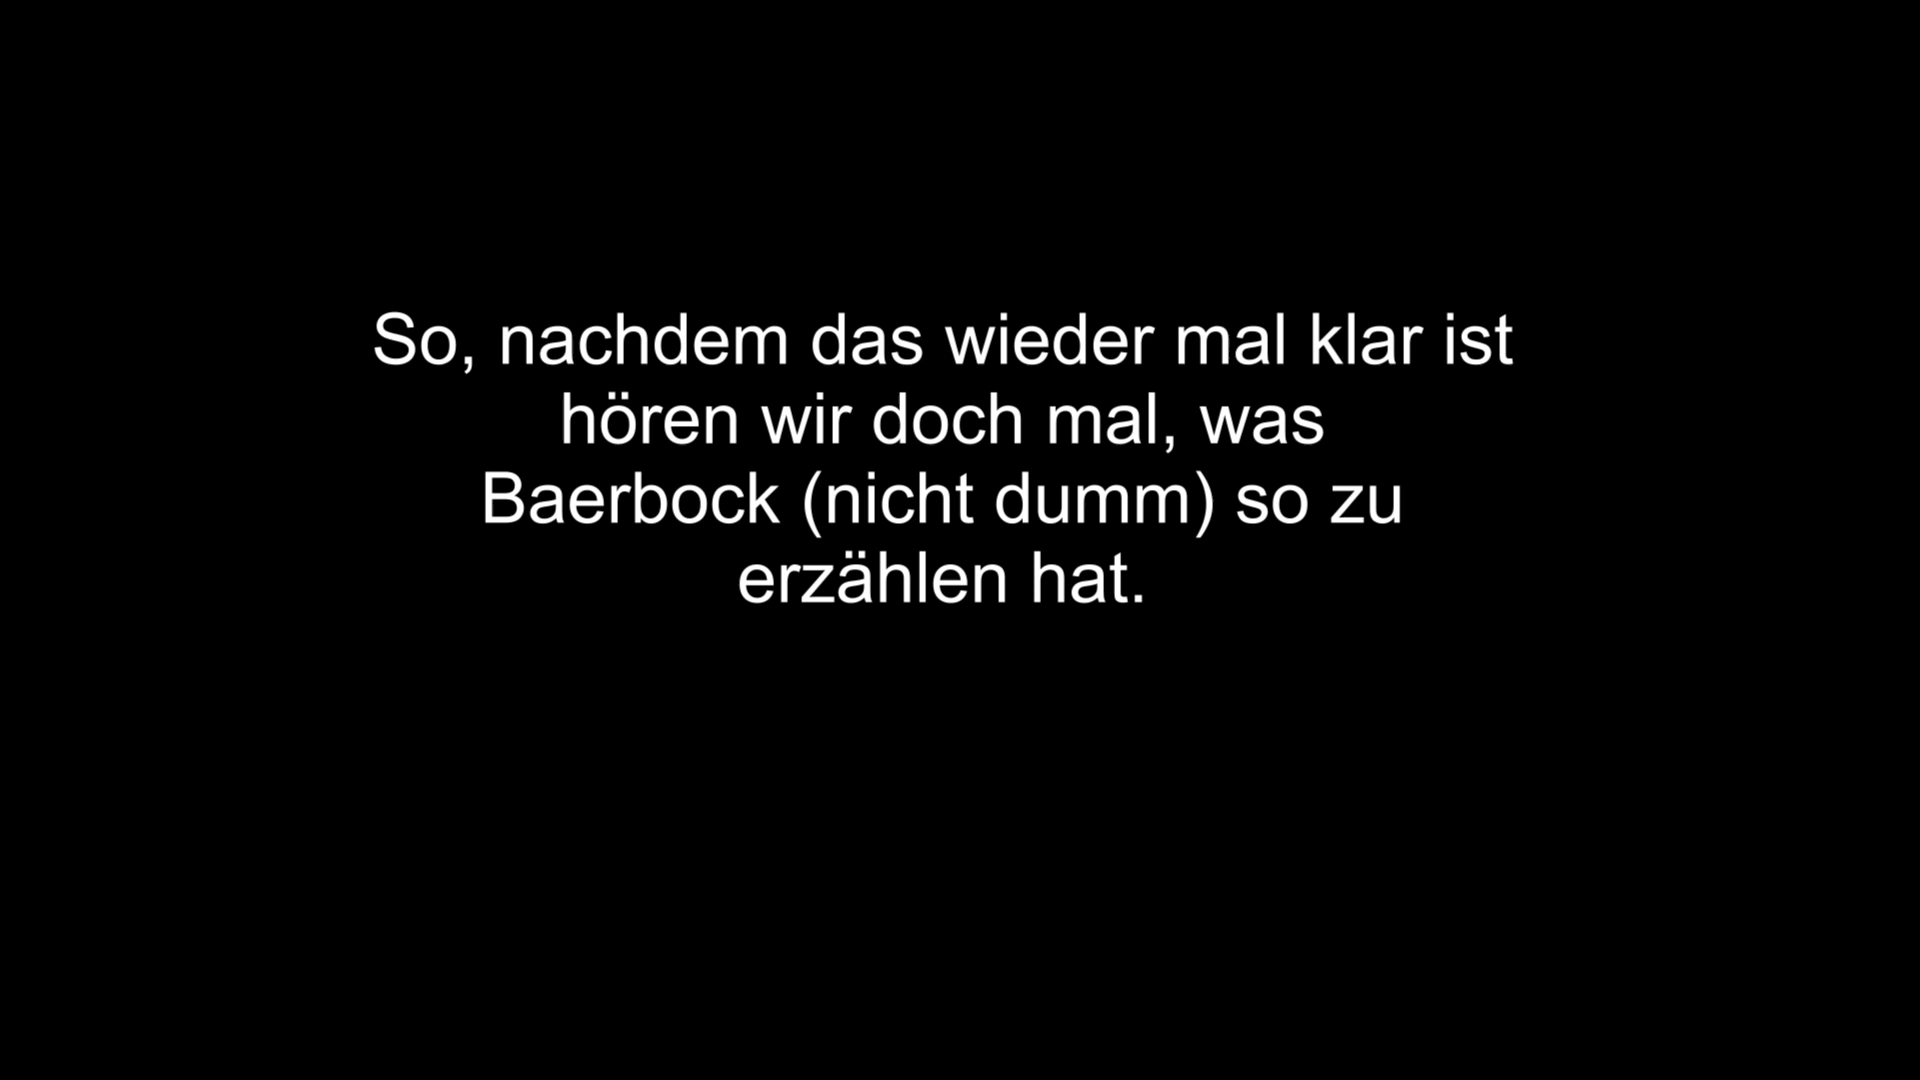 So, nachdem das wieder mal klar ist
hören wir doch mal, was
Baerbock (nicht dumm) so zu
erzählen hat.